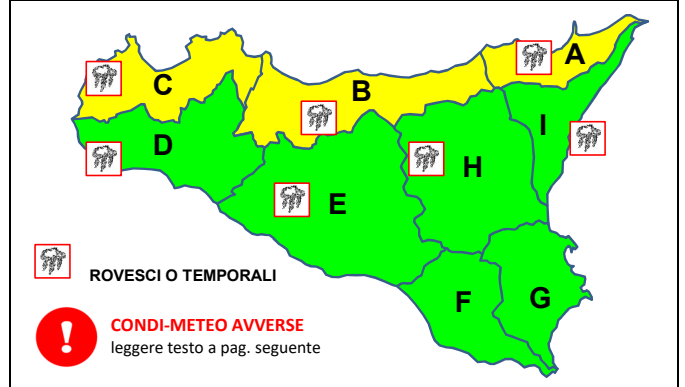 A
C
B
I
D
H
E
ROVESCI O TEMPORALI
F
G
CONDI-METEO AVVERSE
leggere testo a pag. seguente